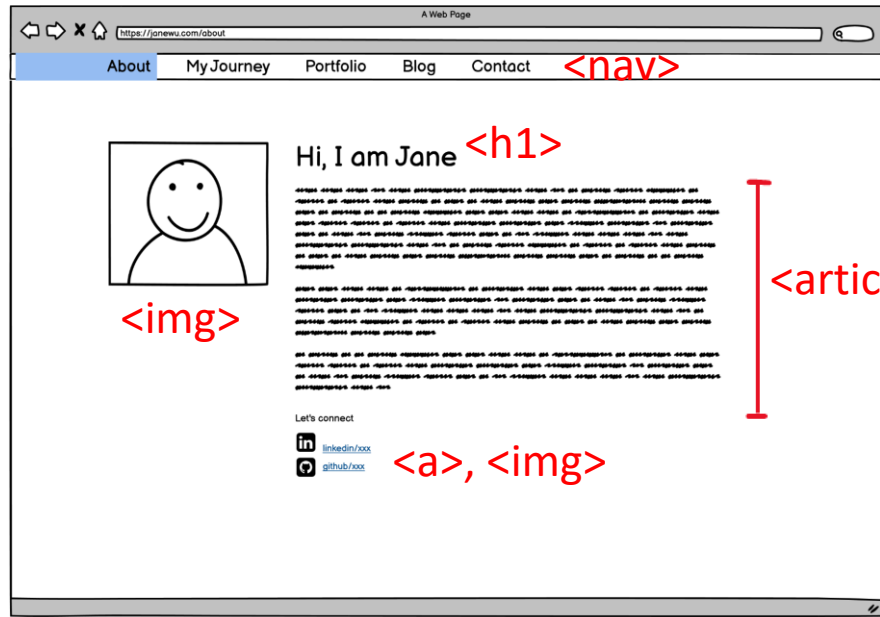 A Web Page
https://janewu.com/about
About My Journey Portfolio Blog Contact <nav>
Hi, I am Jane <h1>
<artic
<img>
Let's connect
linkedin/xxx
github/xxx
<a>, <img>